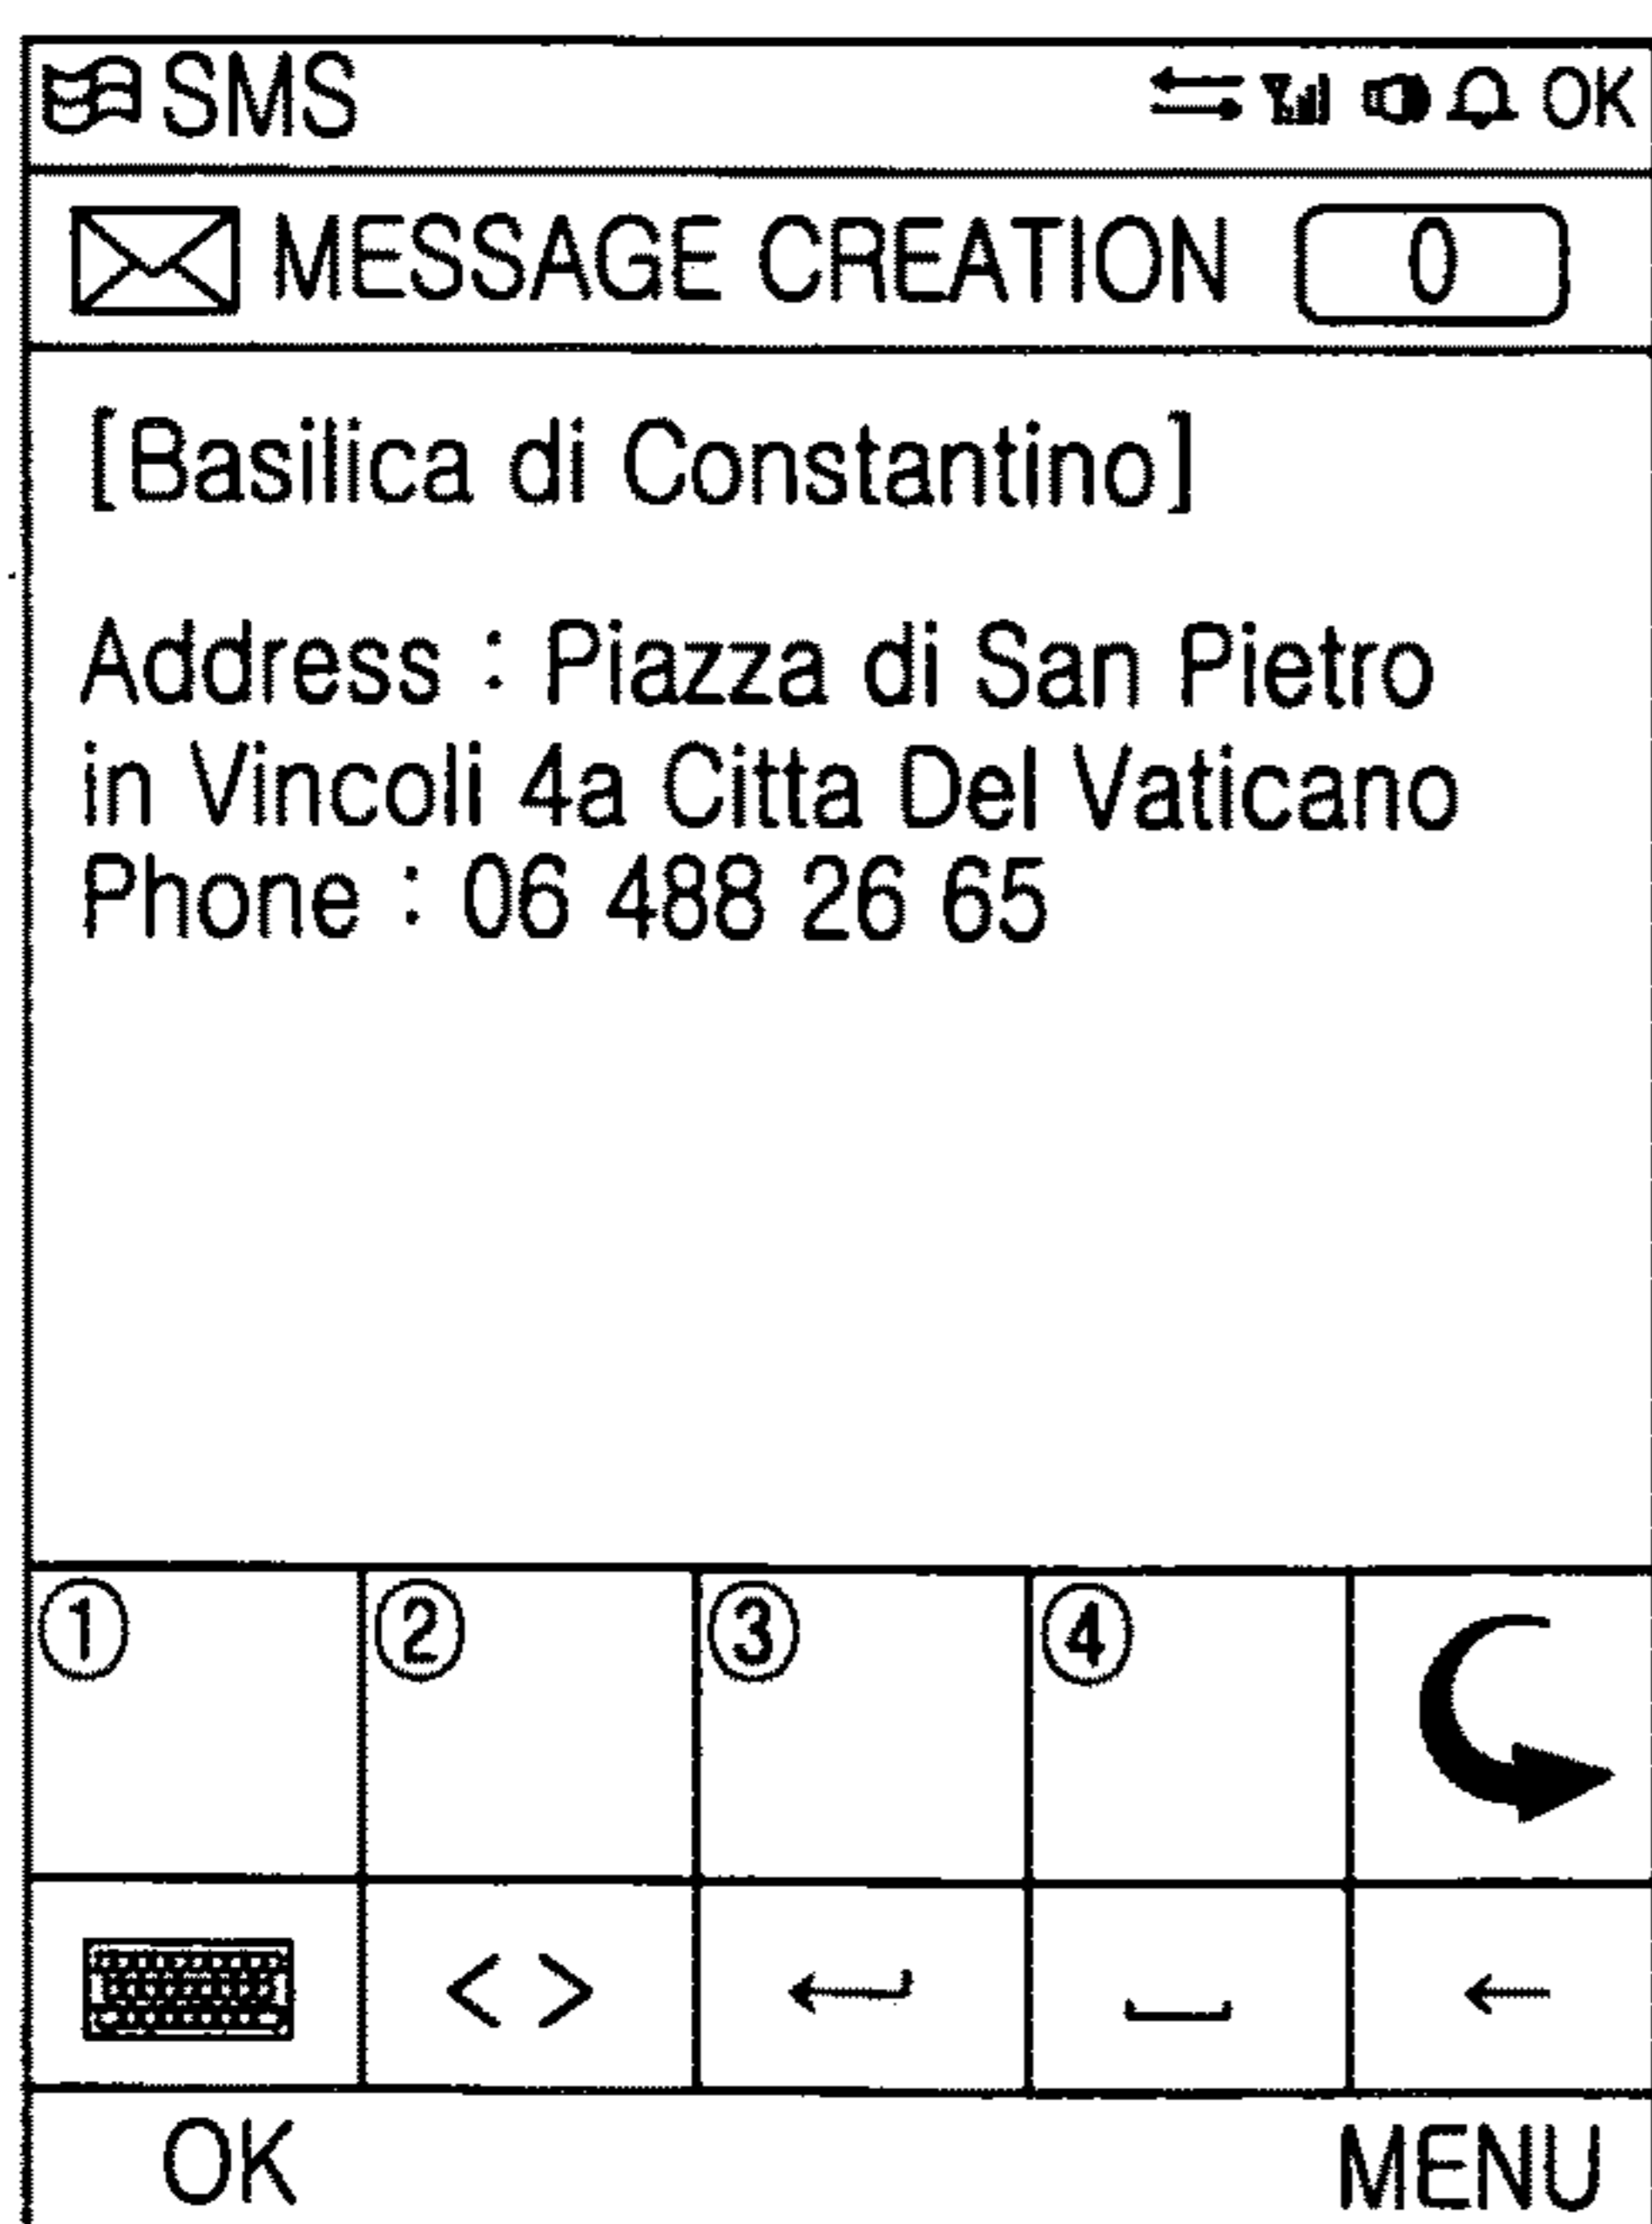 SMS OK
MESSAGE CREATION 0
[Basilica di Constantino]
Address : Piazza di San Pietro
in Vincoli 4a Citta Del Vaticano
Phone : 06 488 26 65
① ② ③ ④
< >
OK MENU